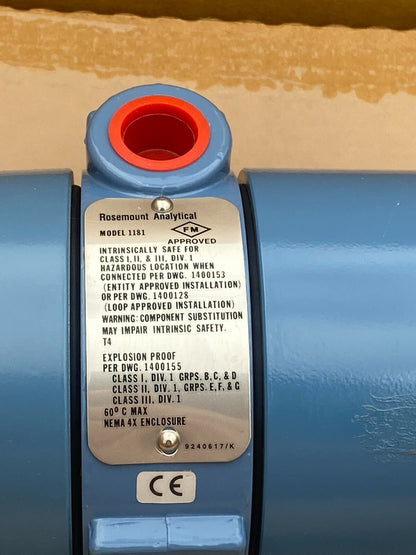 Rosemount Analytical
MODEL 1181
FM
APPROVED
INTRINSICALLY SAFE FOR
CLASS I, II, & III, DIV. 1
HAZARDOUS LOCATION WHEN
CONNECTED PER DWG. 1400153
(ENTITY APPROVED INSTALLATION)
OR PER DWG. 1400128
(LOOP APPROVED INSTALLATION)
WARNING: COMPONENT SUBSTITUTION
MAY IMPAIR INTRINSIC SAFETY.
T4
EXPLOSION PROOF
PER DWG. 1400155
CLASS I, DIV. 1 GRPS. B, C, & D
CLASS II, DIV. 1, GRPS. E, F, & G
CLASS III, DIV. 1
60° C MAX
NEMA 4X ENCLOSURE
9240617/K
CE